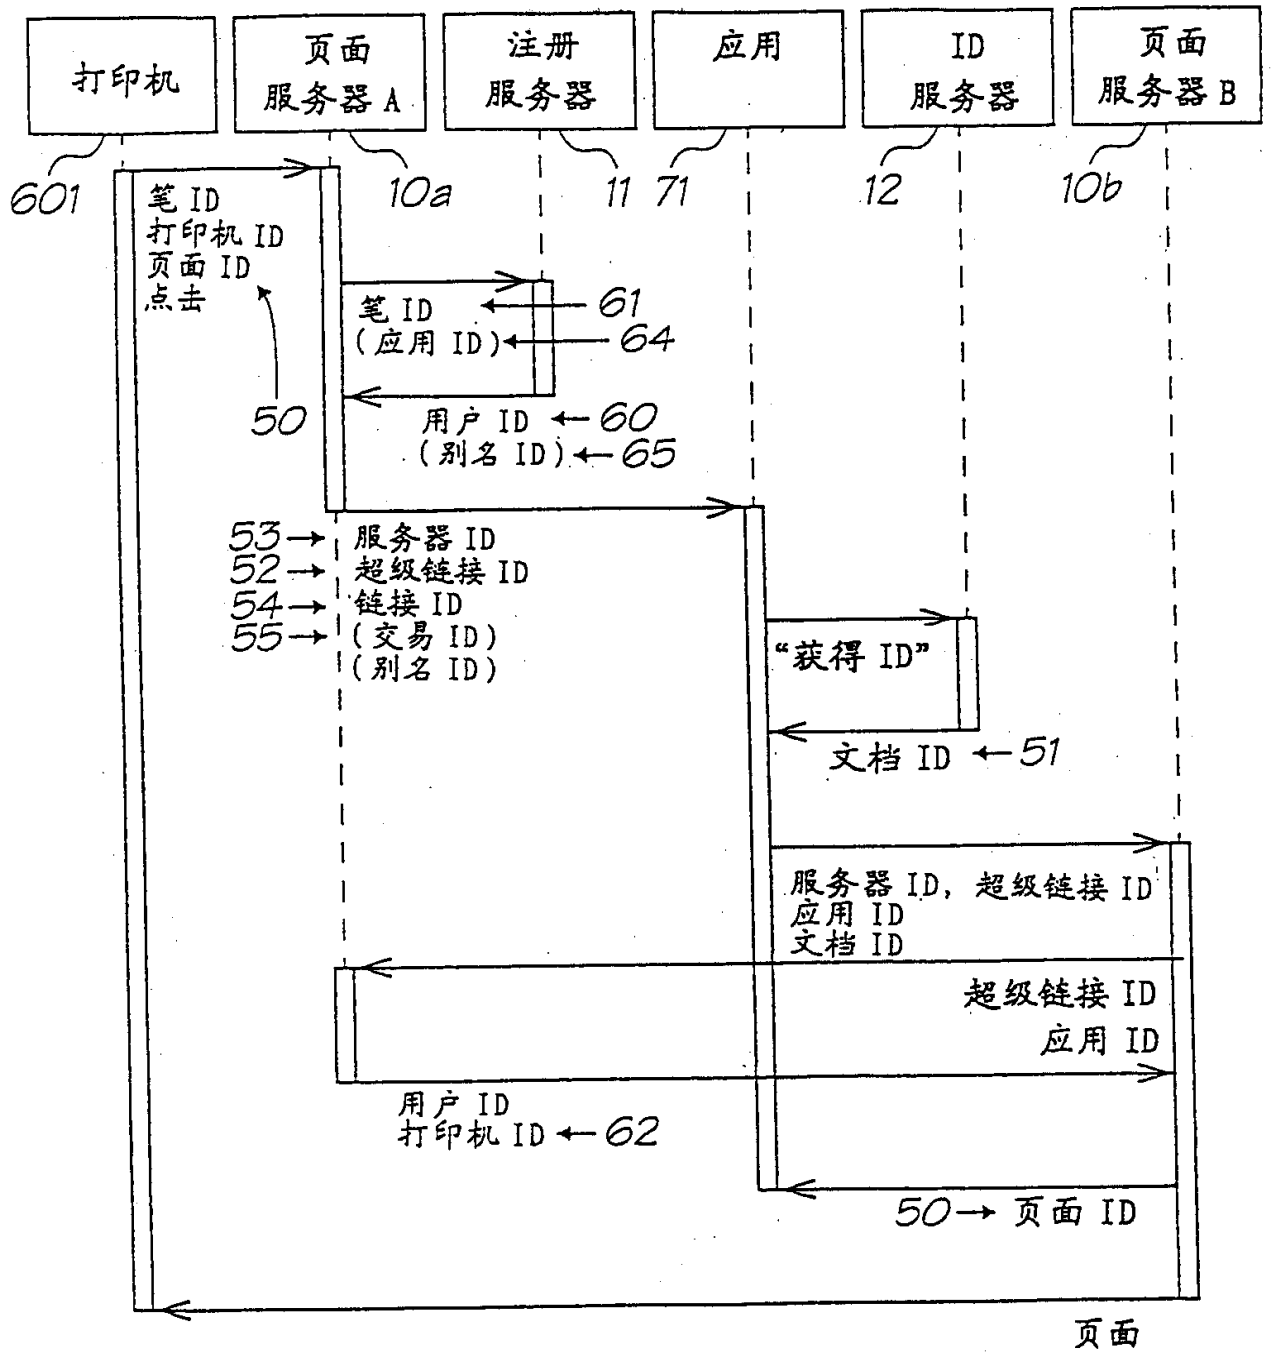 打印机
页面
服务器 A
注册
服务器
应用
ID
服务器
页面
服务器 B
601
10a
11
71
12
10b
笔 ID
打印机 ID
页面 ID
点击
50
笔 ID
61
(应用 ID)
64
用户 ID
60
(别名 ID)
65
53
服务器 ID
52
超级链接 ID
54
链接 ID
55
(交易 ID)
(别名 ID)
“获得 ID”
文档 ID
51
服务器 ID, 超级链接 ID
应用 ID
文档 ID
超级链接 ID
应用 ID
用户 ID
打印机 ID
62
50
页面 ID
页面